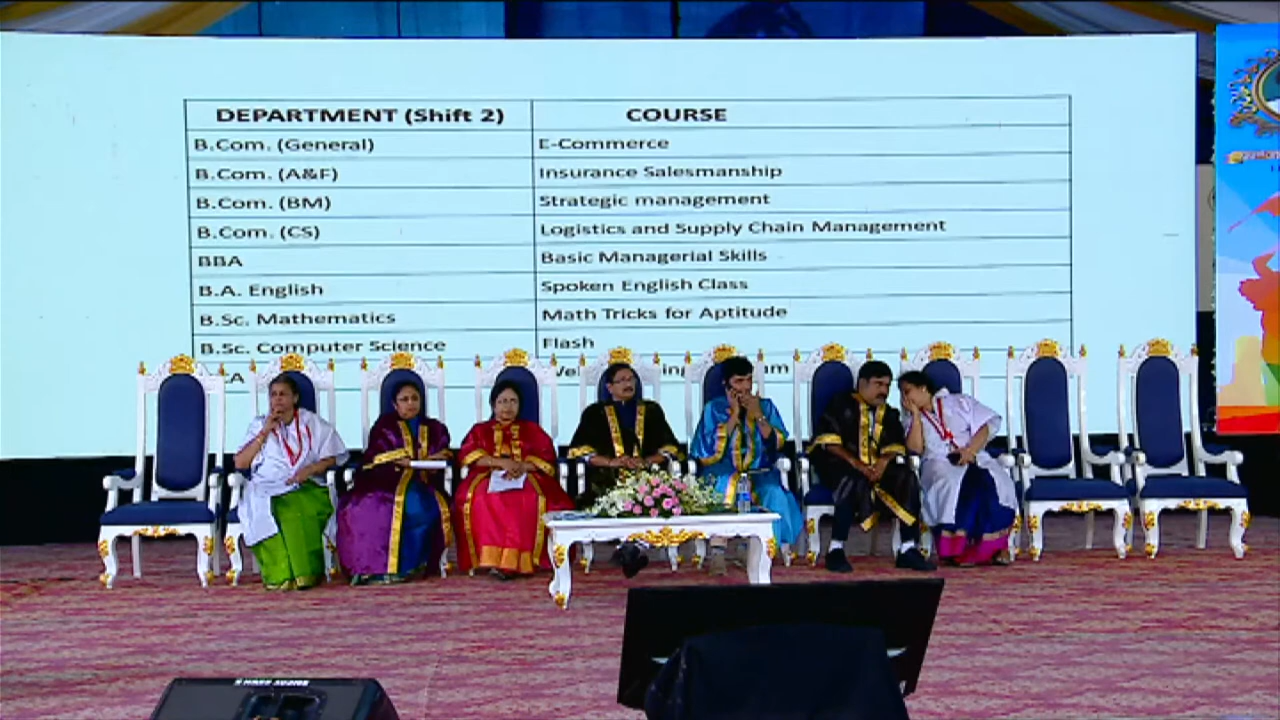 DEPARTMENT (Shift 2) COURSE
B.Com. (General) E-Commerce
B.Com. (A&F) Insurance Salesmanship
B.Com. (BM) Strategic management
B.Com. (CS) Logistics and Supply Chain Management
BBA Basic Managerial Skills
B.A. English Spoken English Class
B.Sc. Mathematics Math Tricks for Aptitude
B.Sc. Computer Science Flash